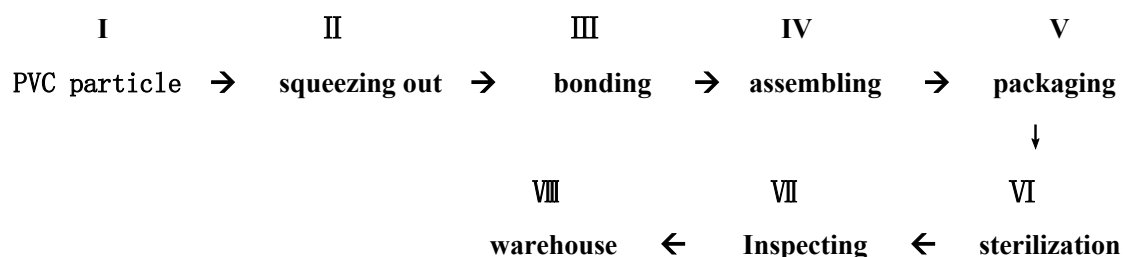 I Ⅱ Ⅲ IV V
PVC particle → squeezing out → bonding → assembling → packaging
↓
Ⅷ Ⅶ Ⅵ
warehouse ← Inspecting ← sterilization